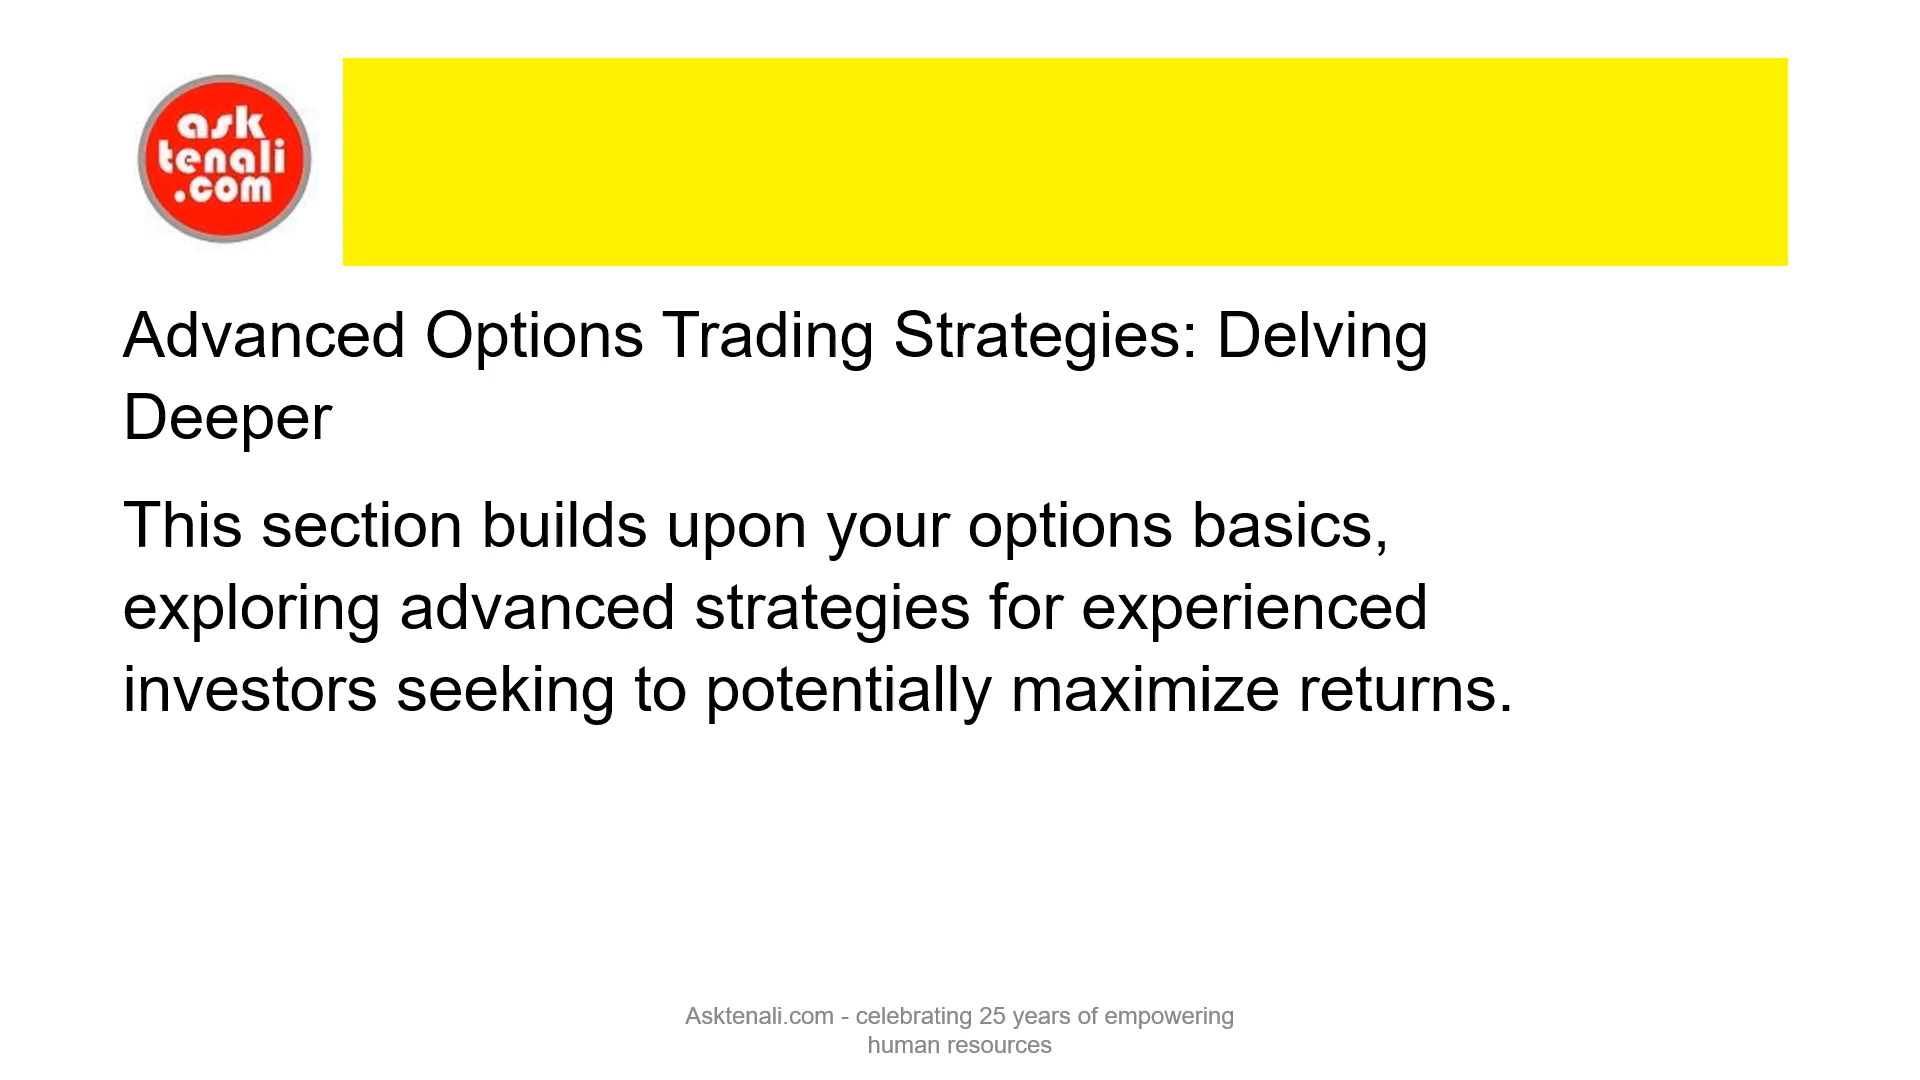 ask
tenali
.com
Advanced Options Trading Strategies: Delving
Deeper
This section builds upon your options basics,
exploring advanced strategies for experienced
investors seeking to potentially maximize returns.
Asktenali.com - celebrating 25 years of empowering
human resources